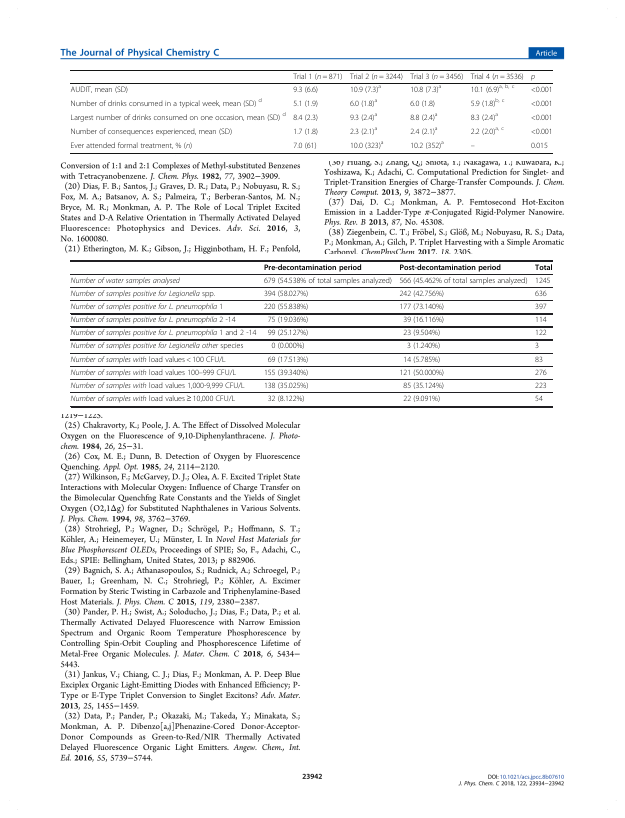 The Journal of Physical Chemistry C
Article
Trial 1 (n = 871) Trial 2 (n = 3244) Trial 3 (n = 3456) Trial 4 (n = 3536) p
AUDIT, mean (SD) 9.3 (6.6) 10.9 (7.3)a 10.8 (7.3)a 10.1 (6.9)a, b, c <0.001
Number of drinks consumed in a typical week, mean (SD) d 5.1 (1.9) 6.0 (1.8)a 6.0 (1.8) 5.9 (1.8)b, c <0.001
Largest number of drinks consumed on one occasion, mean (SD) d 8.4 (2.3) 9.3 (2.4)a 8.8 (2.4)a 8.3 (2.4)a <0.001
Number of consequences experienced, mean (SD) 1.7 (1.8) 2.3 (2.1)a 2.4 (2.1)a 2.2 (2.0)a, c <0.001
Ever attended formal treatment, % (n) 7.0 (61) 10.0 (323)a 10.2 (352)a – 0.015
Conversion of 1:1 and 2:1 Complexes of Methyl-substituted Benzenes
with Tetracyanobenzene. J. Chem. Phys. 1982, 77, 3902−3909.
(20) Dias, F. B.; Santos, J.; Graves, D. R.; Data, P.; Nobuyasu, R. S.;
Fox, M. A.; Batsanov, A. S.; Palmeira, T.; Berberan-Santos, M. N.;
Bryce, M. R.; Monkman, A. P. The Role of Local Triplet Excited
States and D-A Relative Orientation in Thermally Activated Delayed
Fluorescence: Photophysics and Devices. Adv. Sci. 2016, 3,
No. 1600080.
(21) Etherington, M. K.; Gibson, J.; Higginbotham, H. F.; Penfold,
(36) Huang, S.; Zhang, Q.; Shiota, Y.; Nakagawa, T.; Kuwabara, K.;
Yoshizawa, K.; Adachi, C. Computational Prediction for Singlet- and
Triplet-Transition Energies of Charge-Transfer Compounds. J. Chem.
Theory Comput. 2013, 9, 3872−3877.
(37) Dai, D. C.; Monkman, A. P. Femtosecond Hot-Exciton
Emission in a Ladder-Type π-Conjugated Rigid-Polymer Nanowire.
Phys. Rev. B 2013, 87, No. 45308.
(38) Ziegenbein, C. T.; Fröbel, S.; Glöß, M.; Nobuyasu, R. S.; Data,
P.; Monkman, A.; Gilch, P. Triplet Harvesting with a Simple Aromatic
Carbonyl. ChemPhysChem 2017, 18, 2305.
Pre-decontamination period Post-decontamination period Total
Number of water samples analysed 679 (54.538% of total samples analyzed) 566 (45.462% of total samples analyzed) 1245
Number of samples positive for Legionella spp. 394 (58.027%) 242 (42.756%) 636
Number of samples positive for L. pneumophila 1 220 (55.838%) 177 (73.140%) 397
Number of samples positive for L. pneumophila 2 -14 75 (19.036%) 39 (16.116%) 114
Number of samples positive for L. pneumophila 1 and 2 -14 99 (25.127%) 23 (9.504%) 122
Number of samples positive for Legionella other species 0 (0.000%) 3 (1.240%) 3
Number of samples with load values < 100 CFU/L 69 (17.513%) 14 (5.785%) 83
Number of samples with load values 100–999 CFU/L 155 (39.340%) 121 (50.000%) 276
Number of samples with load values 1,000-9,999 CFU/L 138 (35.025%) 85 (35.124%) 223
Number of samples with load values ≥ 10,000 CFU/L 32 (8.122%) 22 (9.091%) 54
1219−1225.
(25) Chakravorty, K.; Poole, J. A. The Effect of Dissolved Molecular
Oxygen on the Fluorescence of 9,10-Diphenylanthracene. J. Photo-
chem. 1984, 26, 25−31.
(26) Cox, M. E.; Dunn, B. Detection of Oxygen by Fluorescence
Quenching. Appl. Opt. 1985, 24, 2114−2120.
(27) Wilkinson, F.; McGarvey, D. J.; Olea, A. F. Excited Triplet State
Interactions with Molecular Oxygen: Influence of Charge Transfer on
the Bimolecular Quenchfng Rate Constants and the Yields of Singlet
Oxygen (O2,1Δg) for Substituted Naphthalenes in Various Solvents.
J. Phys. Chem. 1994, 98, 3762−3769.
(28) Strohriegl, P.; Wagner, D.; Schrögel, P.; Hoffmann, S. T.;
Köhler, A.; Heinemeyer, U.; Münster, I. In Novel Host Materials for
Blue Phosphorescent OLEDs, Proceedings of SPIE; So, F., Adachi, C.,
Eds.; SPIE: Bellingham, United States, 2013; p 882906.
(29) Bagnich, S. A.; Athanasopoulos, S.; Rudnick, A.; Schroegel, P.;
Bauer, I.; Greenham, N. C.; Strohriegl, P.; Köhler, A. Excimer
Formation by Steric Twisting in Carbazole and Triphenylamine-Based
Host Materials. J. Phys. Chem. C 2015, 119, 2380−2387.
(30) Pander, P. H.; Swist, A.; Soloducho, J.; Dias, F.; Data, P.; et al.
Thermally Activated Delayed Fluorescence with Narrow Emission
Spectrum and Organic Room Temperature Phosphorescence by
Controlling Spin-Orbit Coupling and Phosphorescence Lifetime of
Metal-Free Organic Molecules. J. Mater. Chem. C 2018, 6, 5434−
5443.
(31) Jankus, V.; Chiang, C. J.; Dias, F.; Monkman, A. P. Deep Blue
Exciplex Organic Light-Emitting Diodes with Enhanced Efficiency; P-
Type or E-Type Triplet Conversion to Singlet Excitons? Adv. Mater.
2013, 25, 1455−1459.
(32) Data, P.; Pander, P.; Okazaki, M.; Takeda, Y.; Minakata, S.;
Monkman, A. P. Dibenzo[a,j]Phenazine-Cored Donor-Acceptor-
Donor Compounds as Green-to-Red/NIR Thermally Activated
Delayed Fluorescence Organic Light Emitters. Angew. Chem., Int.
Ed. 2016, 55, 5739−5744.
23942
DOI: 10.1021/acs.jpcc.8b07610
J. Phys. Chem. C 2018, 122, 23934−23942